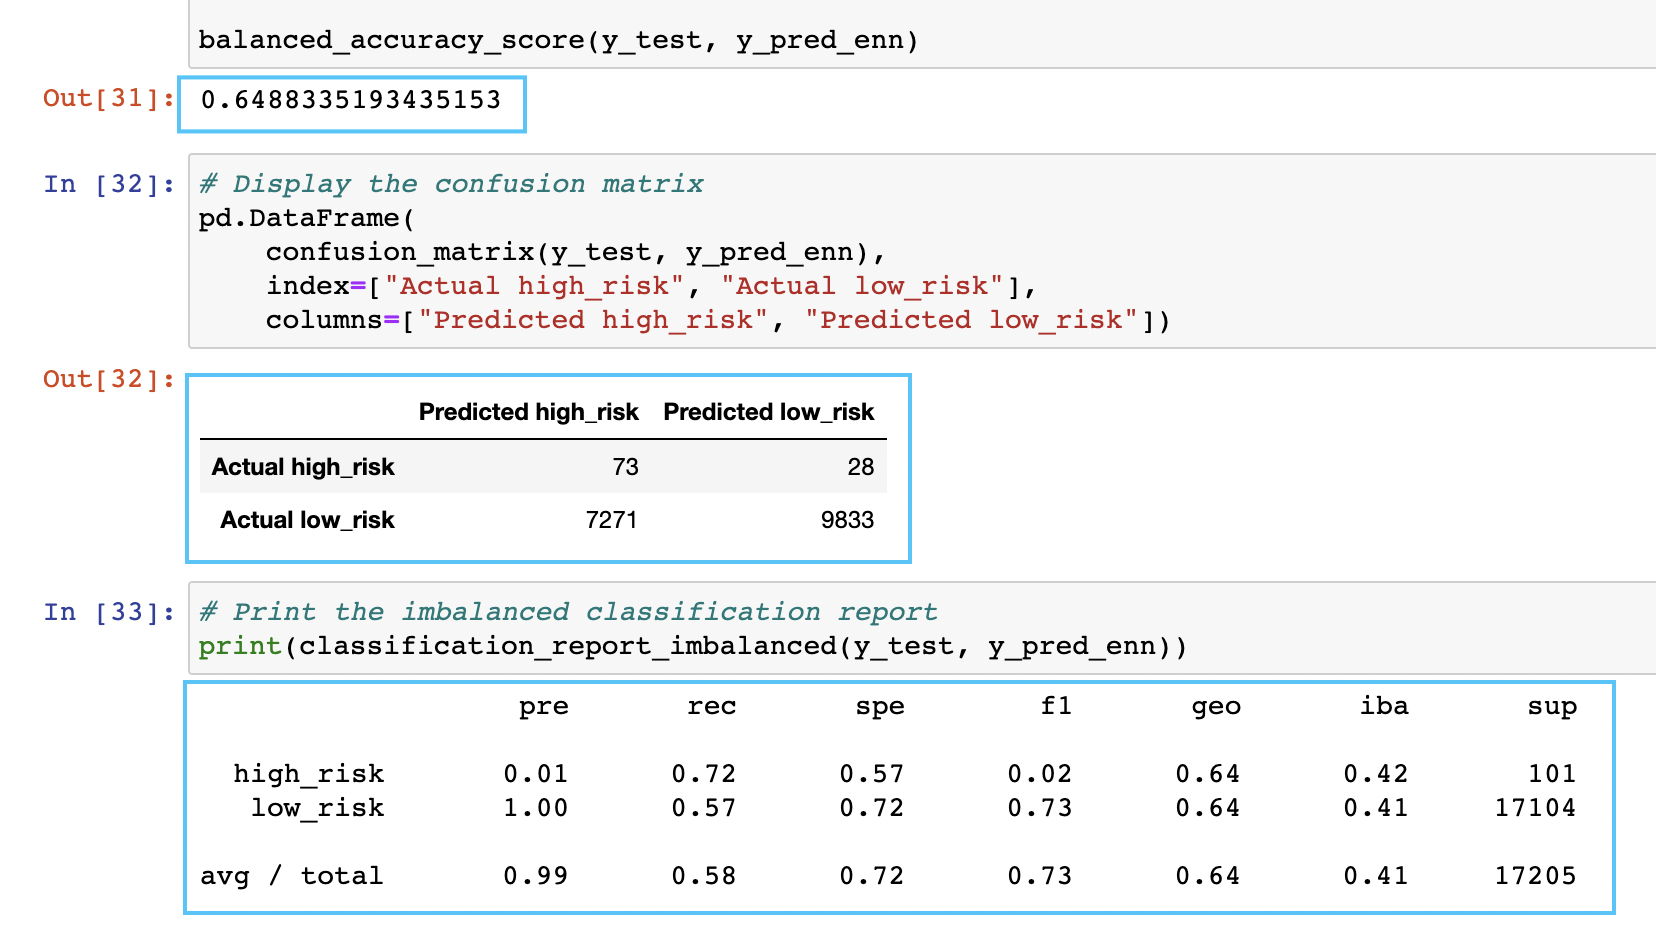 balanced_accuracy_score(y_test, y_pred_enn)
Out[31]: 0.6488335193435153
In [32]: # Display the confusion matrix
pd.DataFrame(
    confusion_matrix(y_test, y_pred_enn),
    index=["Actual high_risk", "Actual low_risk"],
    columns=["Predicted high_risk", "Predicted low_risk"])
Out[32]:
Predicted high_risk Predicted low_risk
Actual high_risk 73 28
Actual low_risk 7271 9833
In [33]: # Print the imbalanced classification report
print(classification_report_imbalanced(y_test, y_pred_enn))
pre rec spe f1 geo iba sup
high_risk 0.01 0.72 0.57 0.02 0.64 0.42 101
low_risk 1.00 0.57 0.72 0.73 0.64 0.41 17104
avg / total 0.99 0.58 0.72 0.73 0.64 0.41 17205